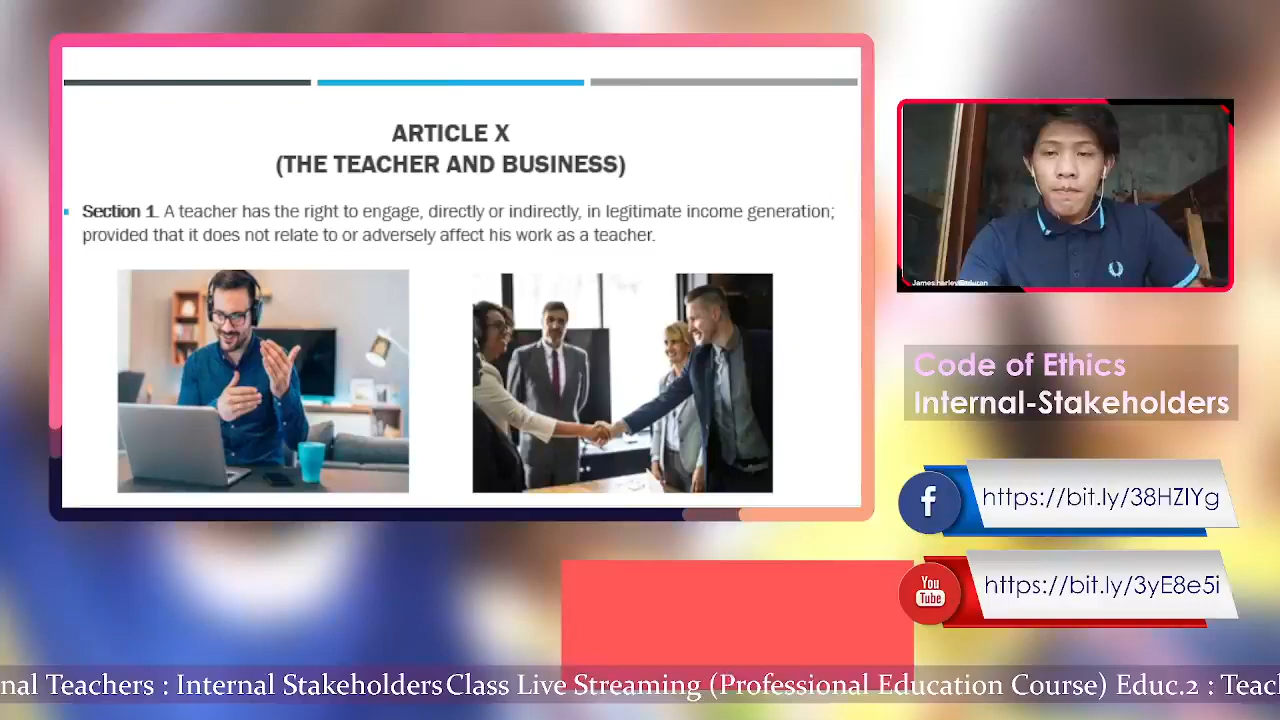 ARTICLE X
(THE TEACHER AND BUSINESS)
Section 1. A teacher has the right to engage, directly or indirectly, in legitimate income generation;
provided that it does not relate to or adversely affect his work as a teacher.
Code of Ethics
Internal-Stakeholders
https://bit.ly/38HZIYg
You
Tube
https://bit.ly/3yE8e5i
nal Teachers : Internal Stakeholders Class Live Streaming (Professional Education Course) Educ.2 : Teac